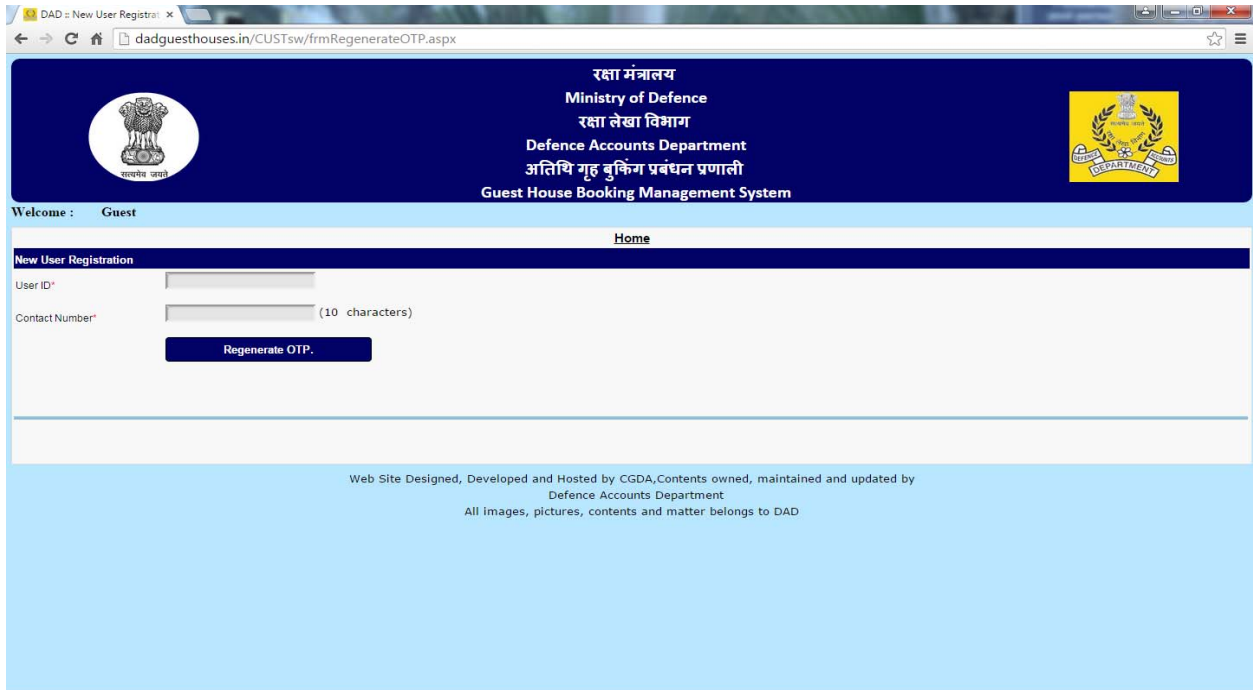 DAD :: New User Registrat
dadguesthouses.in/CUSTsw/frmRegenerateOTP.aspx
रक्षा मंत्रालय
Ministry of Defence
रक्षा लेखा विभाग
Defence Accounts Department
अतिथि गृह बुकिंग प्रबंधन प्रणाली
Guest House Booking Management System
सत्यमेव जयते
DEFENCE ACCOUNTS
DEPARTMENT
Welcome : Guest
Home
New User Registration
User ID*
Contact Number* (10 characters)
Regenerate OTP.
Web Site Designed, Developed and Hosted by CGDA,Contents owned, maintained and updated by
Defence Accounts Department
All images, pictures, contents and matter belongs to DAD